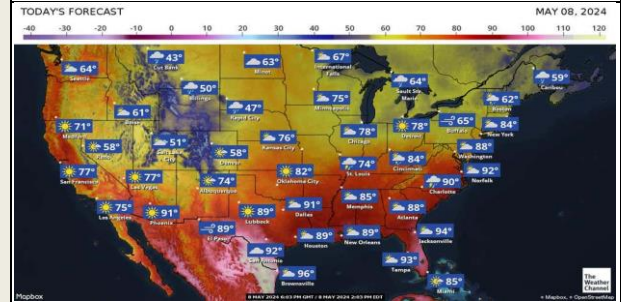 TODAY'S FORECAST
MAY 08, 2024
-40 -30 -20 -10 0 10 20 30 40 50 60 70 80 90 100 110 120
43°
Cut Bank
63°
Minot
67°
International
Falls
64°
Seattle
50°
Billings
64°
Sault Ste.
Marie
59°
Caribou
61°
Boise
47°
Rapid City
75°
Minneapolis
62°
Boston
71°
Medford
65°
Buffalo
84°
New York
58°
Reno
51°
58°
Denver
76°
Kansas City
78°
Chicago
78°
Detroit
88°
Washington
77°
San Francisco
77°
Las Vegas
74°
Albuquerque
82°
Oklahoma City
74°
St. Louis
84°
Cincinnati
92°
Norfolk
90°
Charlotte
75°
Los Angeles
91°
Phoenix
89°
Lubbock
91°
Dallas
85°
Memphis
88°
Atlanta
89°
El Paso
89°
Houston
89°
New Orleans
94°
Jacksonville
92°
San Antonio
96°
Brownsville
93°
Tampa
85°
Miami
The
Weather
Channel
Mapbox
8 MAY 2024 6:03 PM GMT / 8 MAY 2024 2:03 PM EDT
© Mapbox, © OpenStreetMap